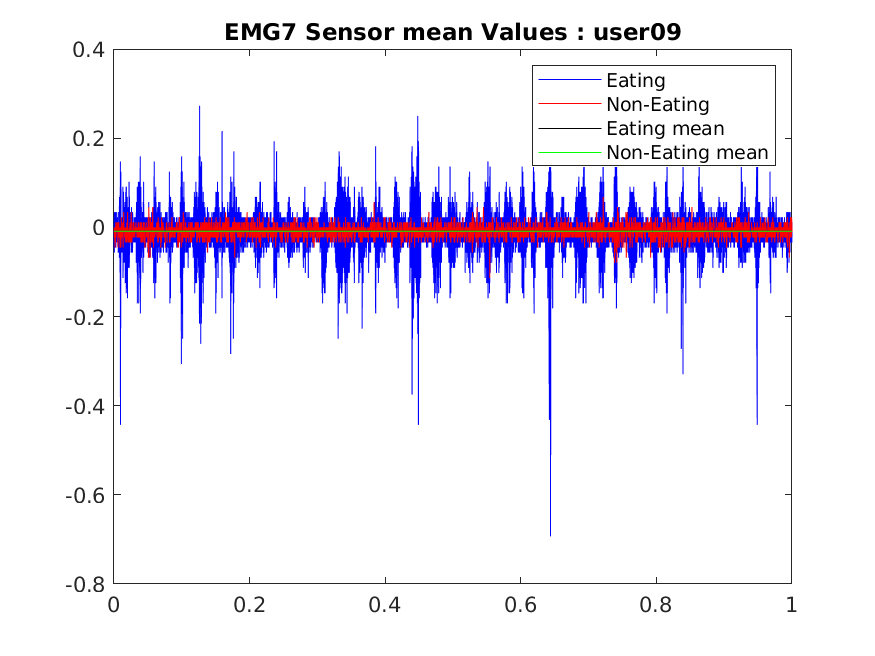 EMG7 Sensor mean Values : user09
Eating
Non-Eating
Eating mean
Non-Eating mean
0.4
0.2
0
-0.2
-0.4
-0.6
-0.8
0 0.2 0.4 0.6 0.8 1